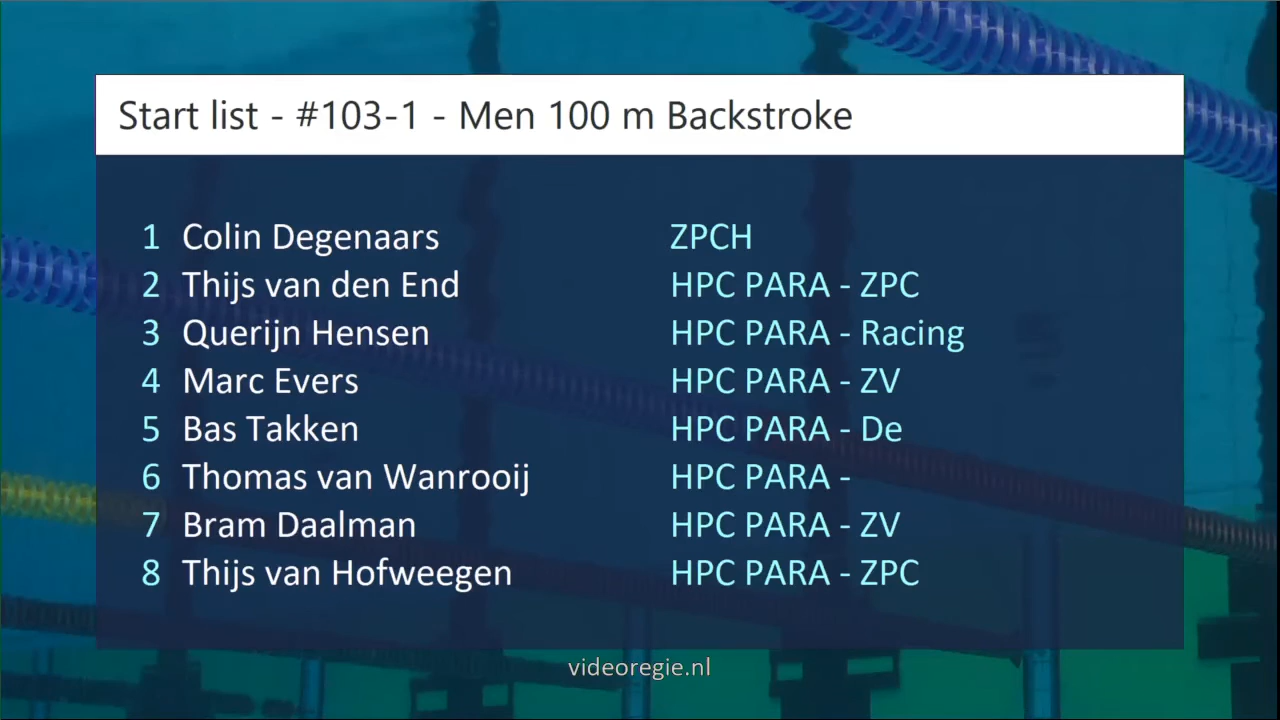 Start list - #103-1 - Men 100 m Backstroke
1 Colin Degenaars ZPCH
2 Thijs van den End HPC PARA - ZPC
3 Querijn Hensen HPC PARA - Racing
4 Marc Evers HPC PARA - ZV
5 Bas Takken HPC PARA - De
6 Thomas van Wanrooij HPC PARA -
7 Bram Daalman HPC PARA - ZV
8 Thijs van Hofweegen HPC PARA - ZPC
videoregie.nl